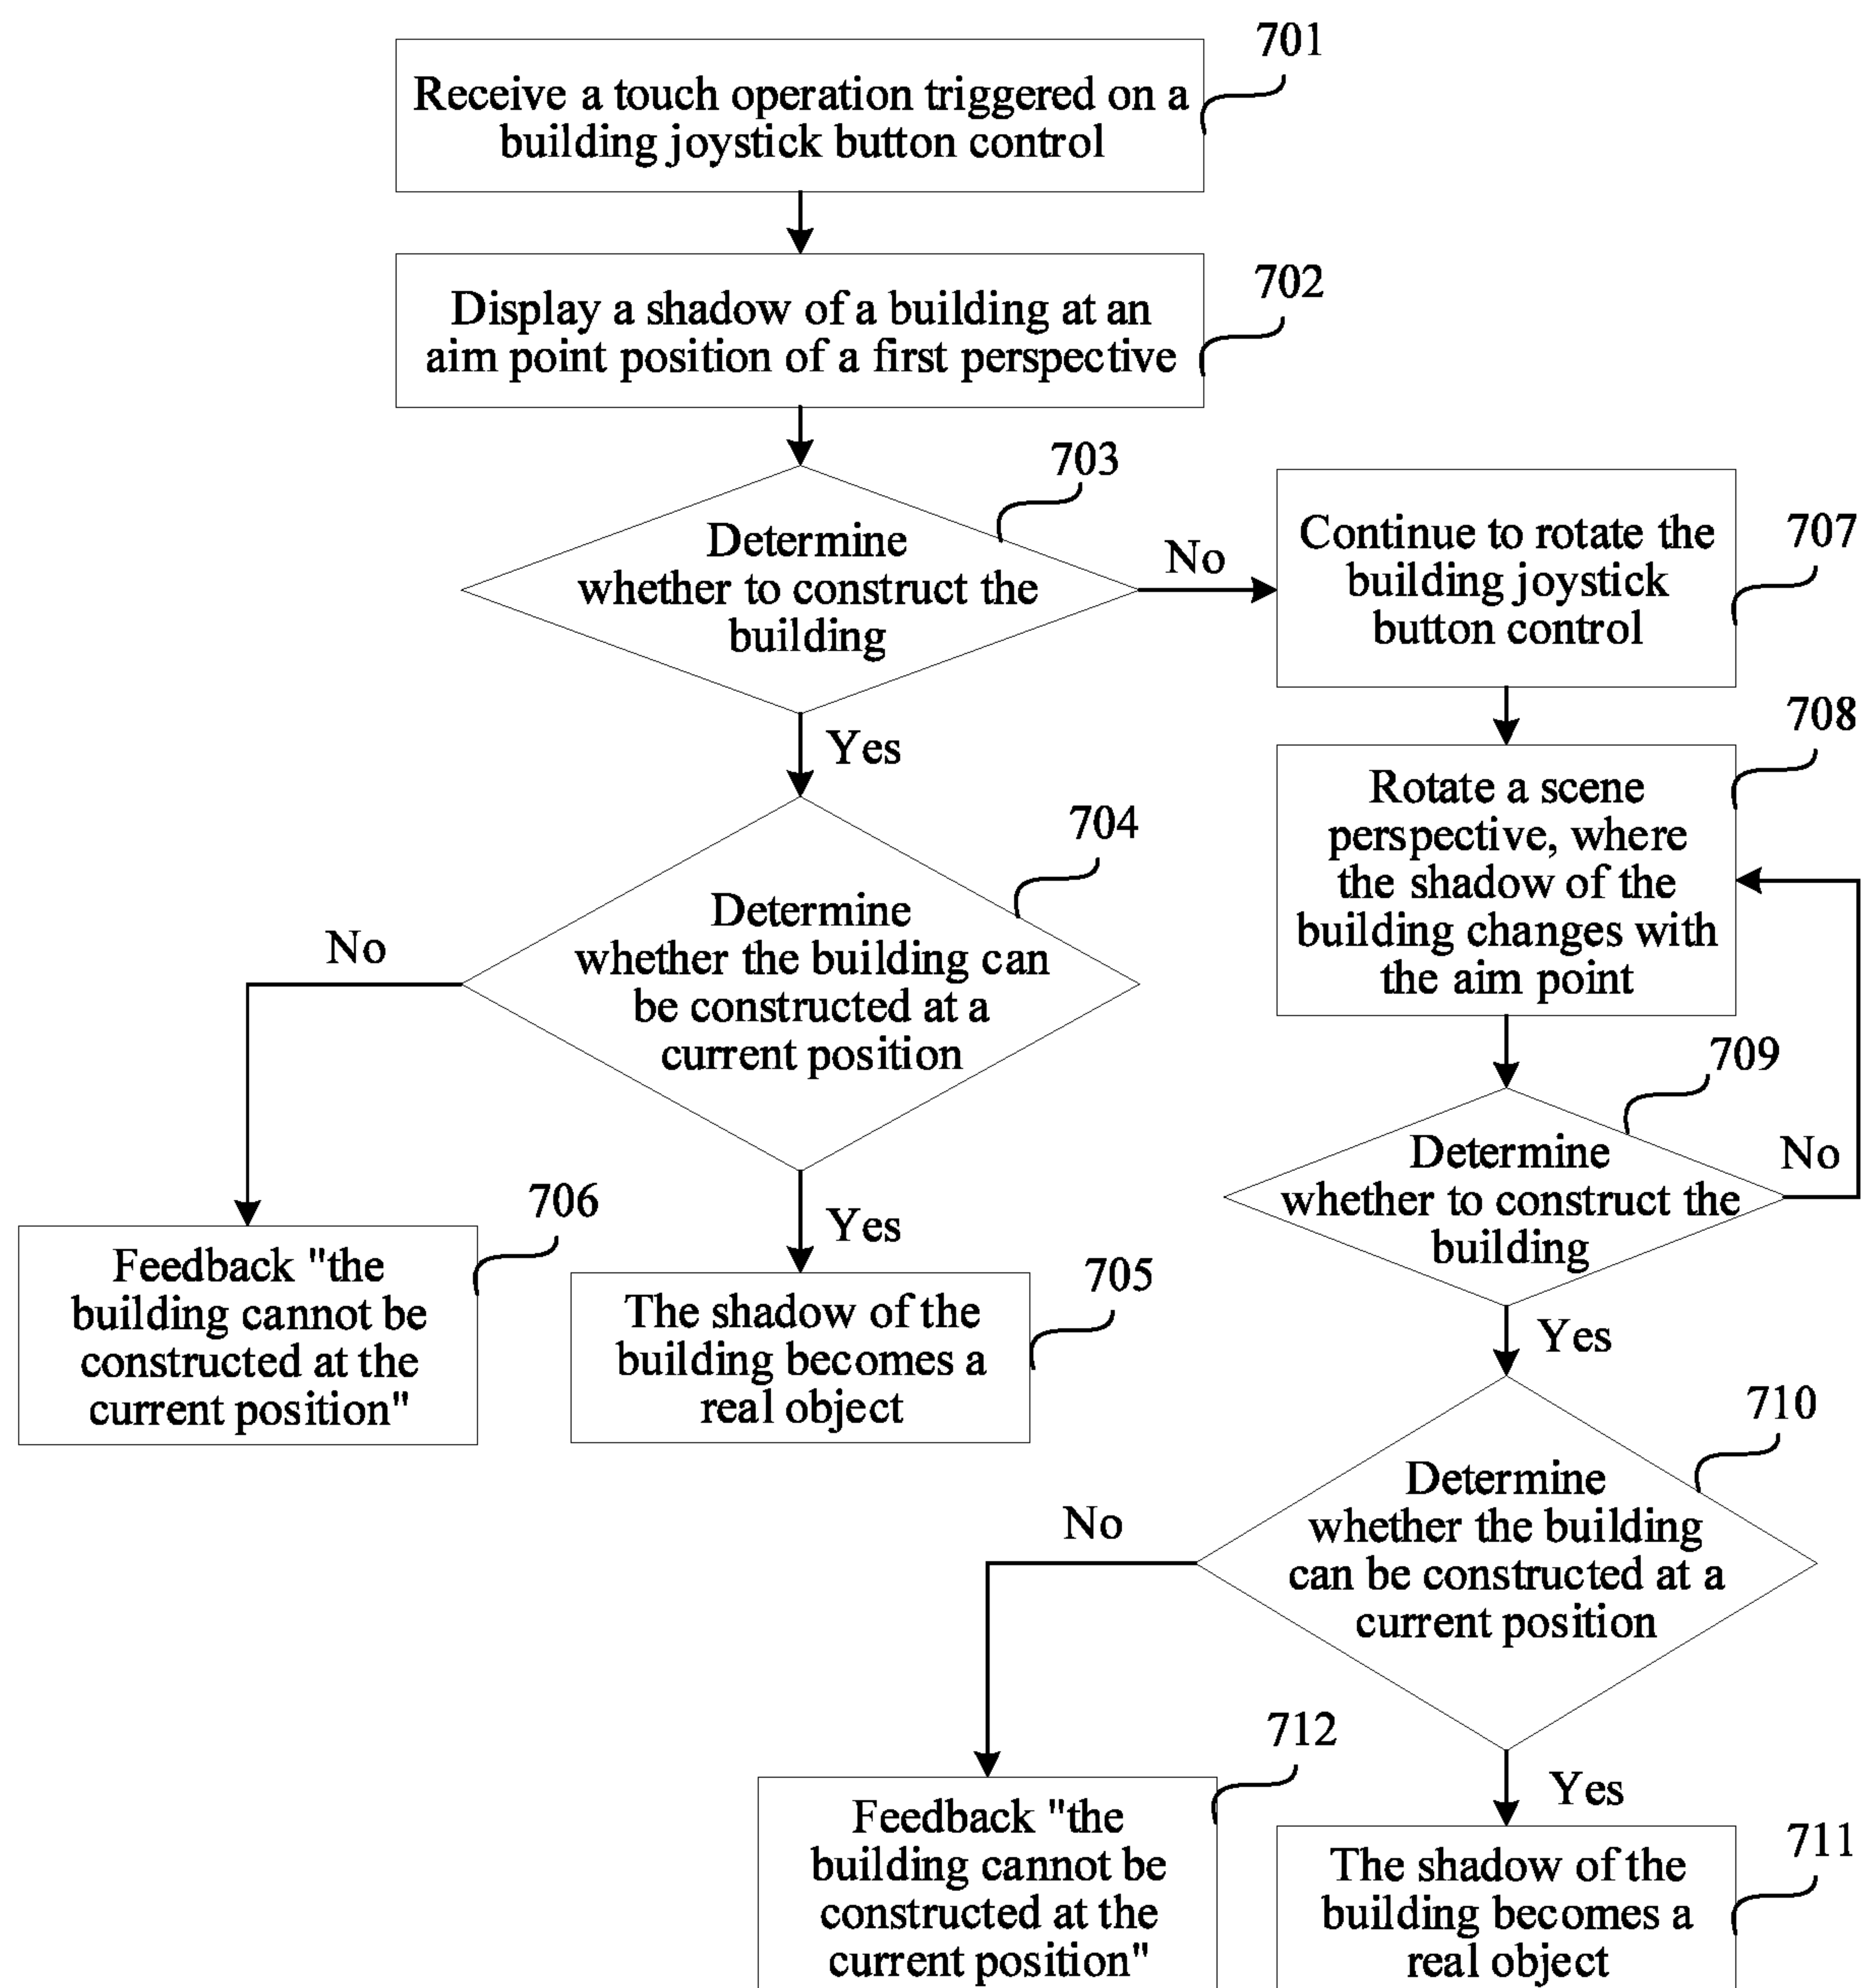 701
Receive a touch operation triggered on a
building joystick button control
702
Display a shadow of a building at an
aim point position of a first perspective
703
Determine
whether to construct the
building
No
Yes
707
Continue to rotate the
building joystick
button control
708
Rotate a scene
perspective, where
the shadow of the
building changes with
the aim point
704
Determine
whether the building can
be constructed at a
current position
No
Yes
706
Feedback "the
building cannot be
constructed at the
current position"
705
The shadow of the
building becomes a
real object
709
Determine
whether to construct the
building
No
Yes
710
Determine
whether the building
can be constructed at a
current position
No
Yes
712
Feedback "the
building cannot be
constructed at the
current position"
711
The shadow of the
building becomes a
real object